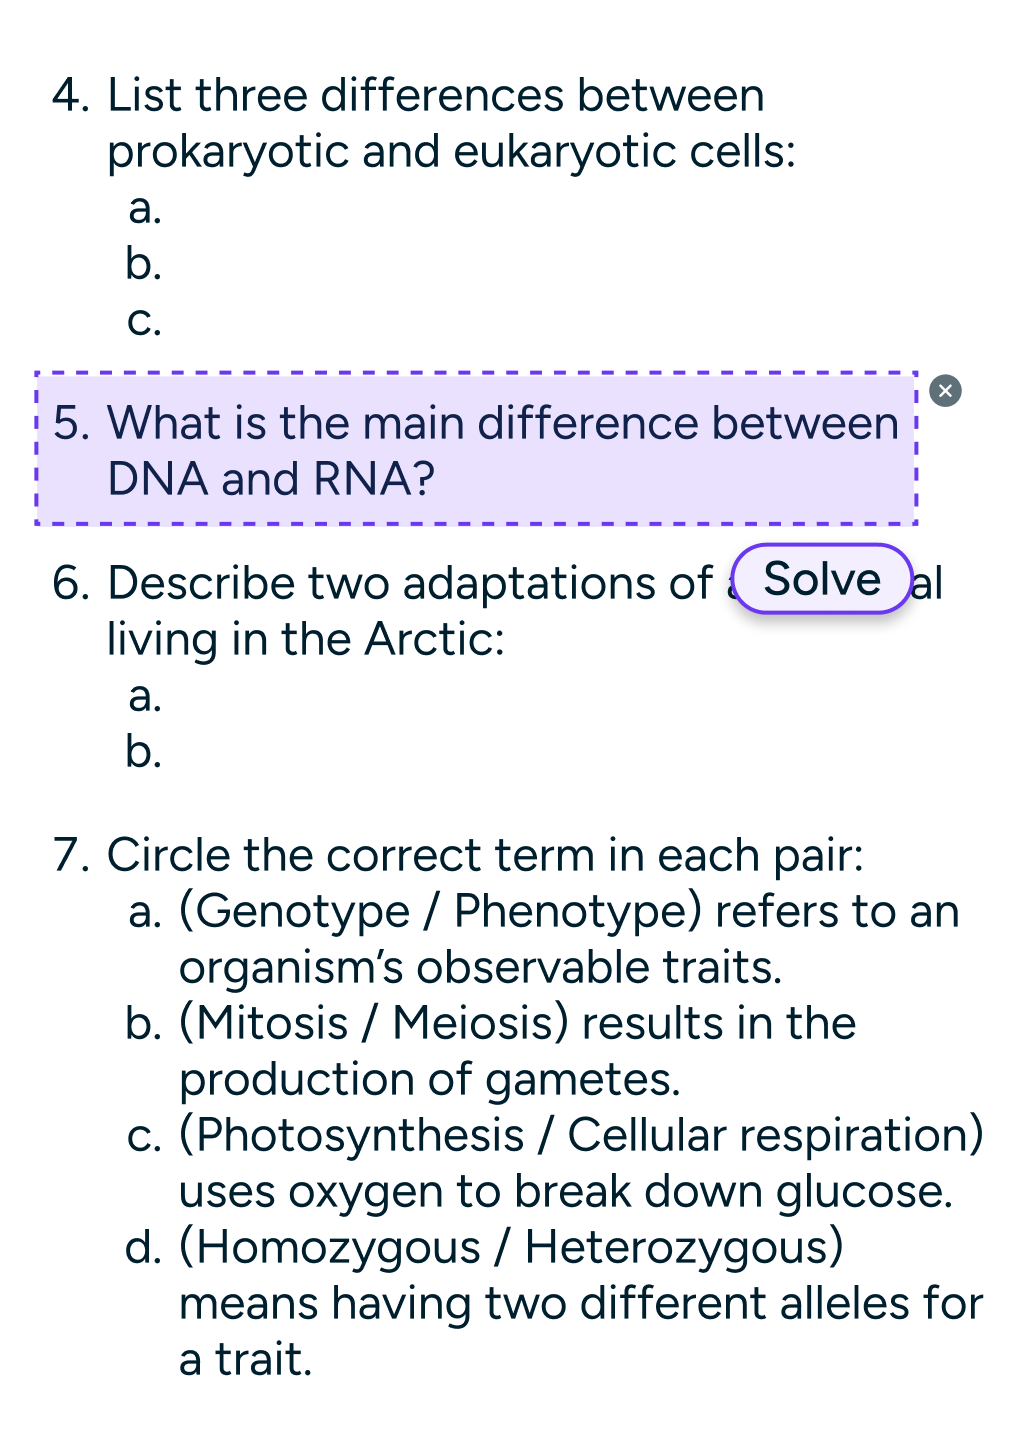 4. List three differences between
prokaryotic and eukaryotic cells:
a.
b.
c.
5. What is the main difference between
DNA and RNA?
6. Describe two adaptations of
Solve
living in the Arctic:
a.
b.
7. Circle the correct term in each pair:
a. (Genotype / Phenotype) refers to an
organism’s observable traits.
b. (Mitosis / Meiosis) results in the
production of gametes.
c. (Photosynthesis / Cellular respiration)
uses oxygen to break down glucose.
d. (Homozygous / Heterozygous)
means having two different alleles for
a trait.